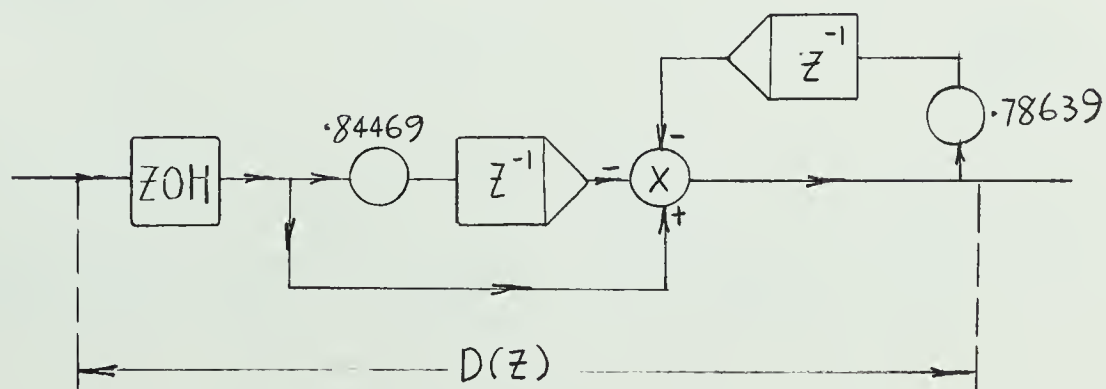 Z⁻¹
.78639
.84469
ZOH
Z⁻¹
-
-
X
+
D(Z)